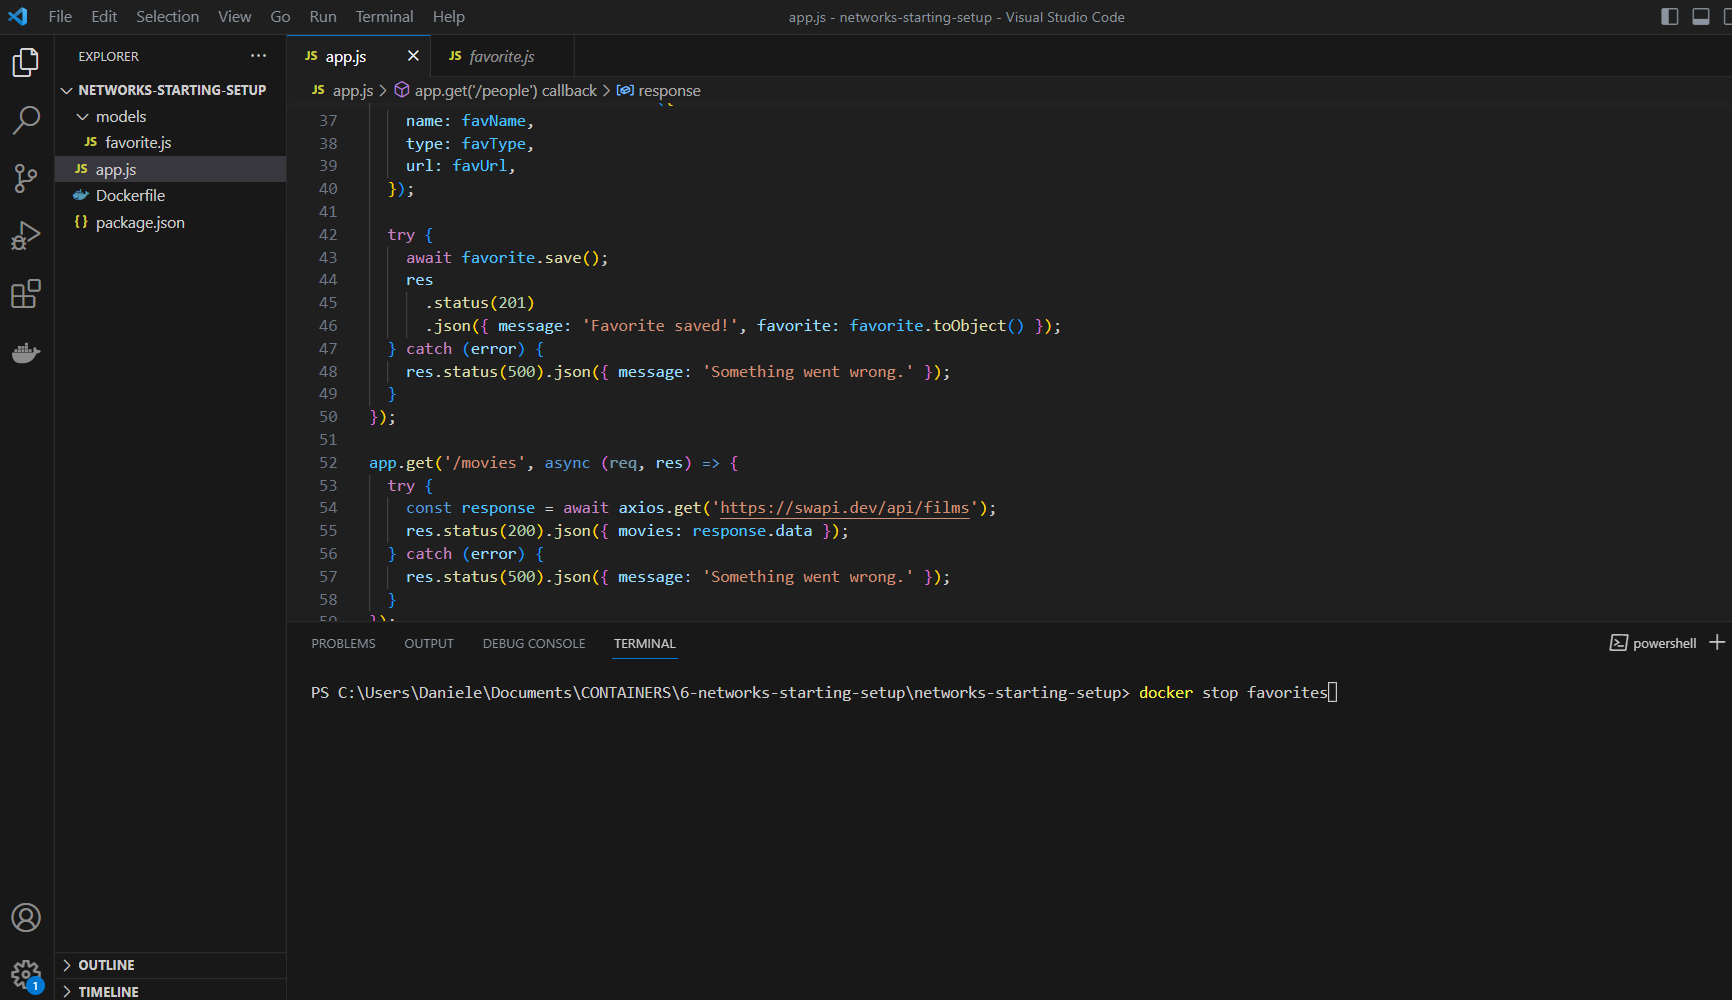 File Edit Selection View Go Run Terminal Help
app.js - networks-starting-setup - Visual Studio Code
EXPLORER ···
JS app.js
JS favorite.js
NETWORKS-STARTING-SETUP
models
JS favorite.js
JS app.js
Dockerfile
{} package.json
JS app.js > app.get('/people') callback > response
37 name: favName,
38 type: favType,
39 url: favUrl,
40 });
41
42 try {
43 await favorite.save();
44 res
45 .status(201)
46 .json({ message: 'Favorite saved!', favorite: favorite.toObject() });
47 } catch (error) {
48 res.status(500).json({ message: 'Something went wrong.' });
49 }
50 });
51
52 app.get('/movies', async (req, res) => {
53 try {
54 const response = await axios.get('https://swapi.dev/api/films');
55 res.status(200).json({ movies: response.data });
56 } catch (error) {
57 res.status(500).json({ message: 'Something went wrong.' });
58 }
59 });
PROBLEMS OUTPUT DEBUG CONSOLE TERMINAL
powershell
PS C:\Users\Daniele\Documents\CONTAINERS\6-networks-starting-setup\networks-starting-setup> docker stop favorites
OUTLINE
1
TIMELINE